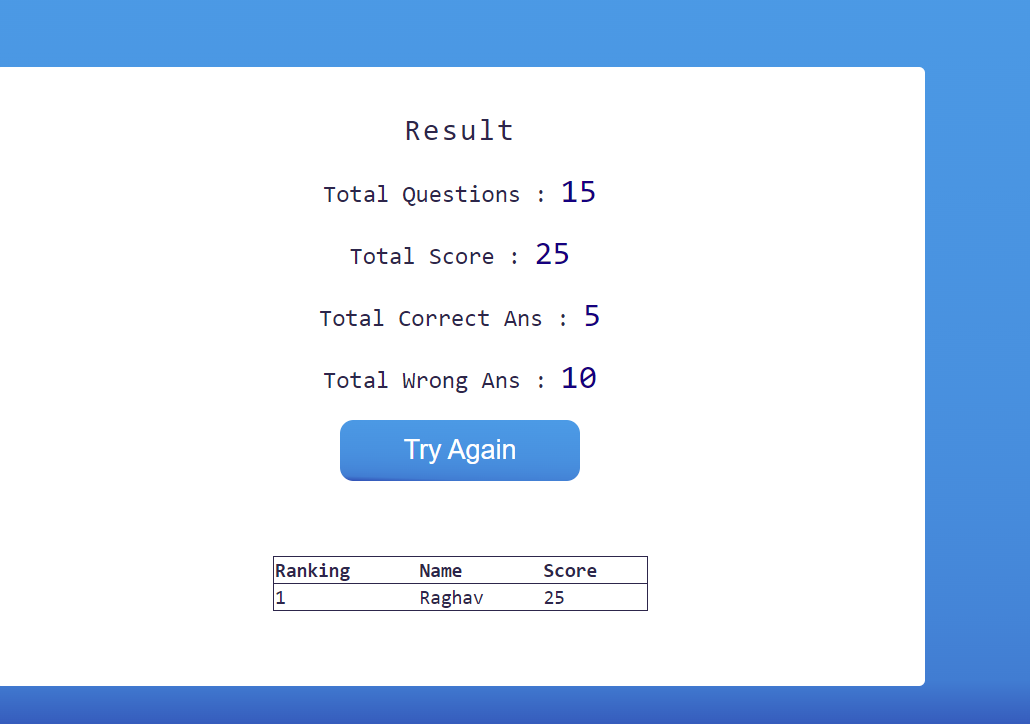 Result
Total Questions : 15
Total Score : 25
Total Correct Ans : 5
Total Wrong Ans : 10
Try Again
Ranking Name Score
1 Raghav 25